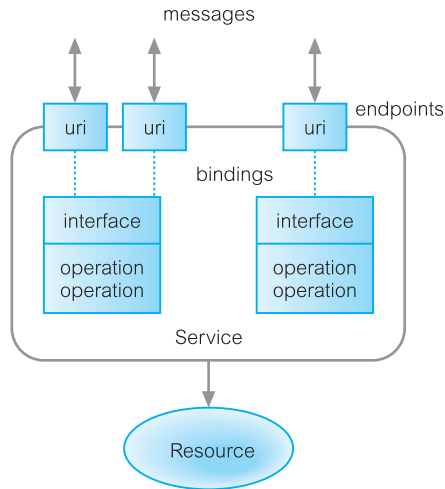 messages
endpoints
uri
uri
uri
bindings
interface
operation
operation
interface
operation
operation
Service
Resource